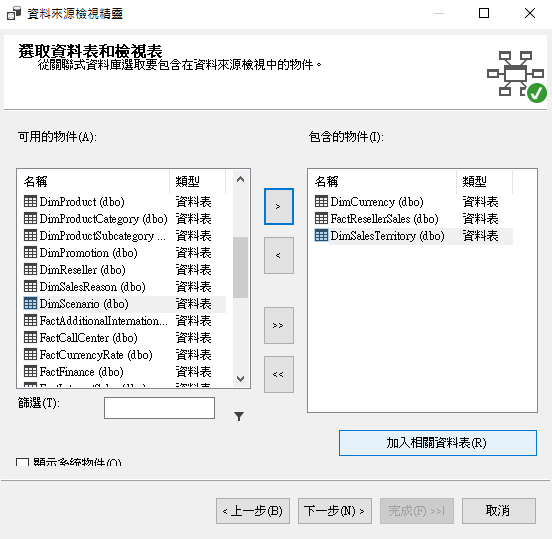 資料來源檢視精靈
選取資料表和檢視表
從關聯式資料庫選取要包含在資料來源檢視中的物件。
可用的物件(A):
名稱 類型
DimProduct (dbo) 資料表
DimProductCategory (dbo) 資料表
DimProductSubcategory ... 資料表
DimPromotion (dbo) 資料表
DimReseller (dbo) 資料表
DimSalesReason (dbo) 資料表
DimScenario (dbo) 資料表
FactAdditionalInternation... 資料表
FactCallCenter (dbo) 資料表
FactCurrencyRate (dbo) 資料表
FactFinance (dbo) 資料表
>
<
>>
<<
包含的物件(I):
名稱 類型
DimCurrency (dbo) 資料表
FactResellerSales (dbo) 資料表
DimSalesTerritory (dbo) 資料表
篩選(T):
加入相關資料表(R)
顯示系統物件(O)
< 上一步(B)
下一步(N) >
完成(F) >>|
取消